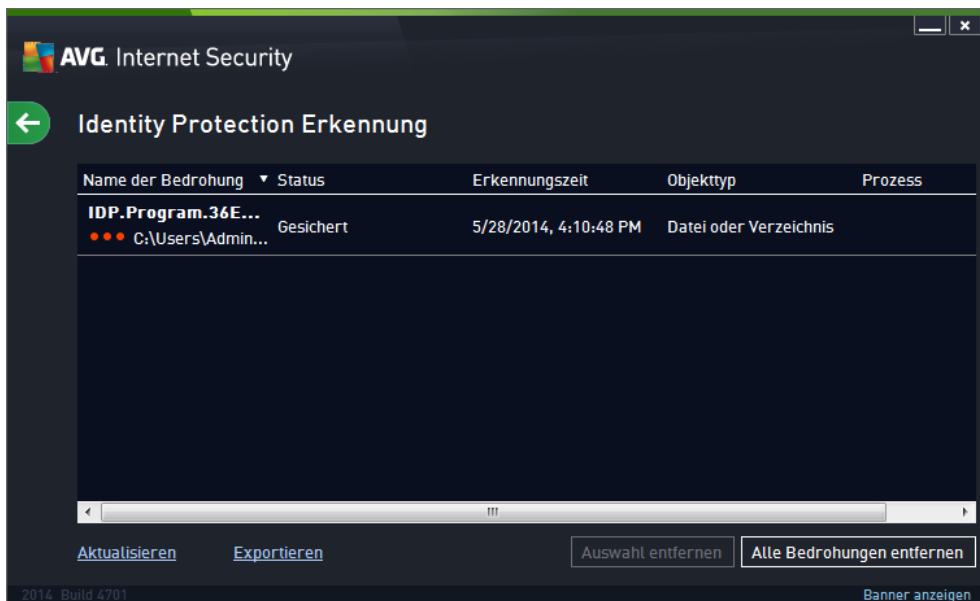 AVG. Internet Security
Identity Protection Erkennung
Name der Bedrohung Status Erkennungszeit Objekttyp Prozess
IDP.Program.36E...
C:\Users\Admin... Gesichert 5/28/2014, 4:10:48 PM Datei oder Verzeichnis
Aktualisieren Exportieren Auswahl entfernen Alle Bedrohungen entfernen
2014 Build 4701 Banner anzeigen